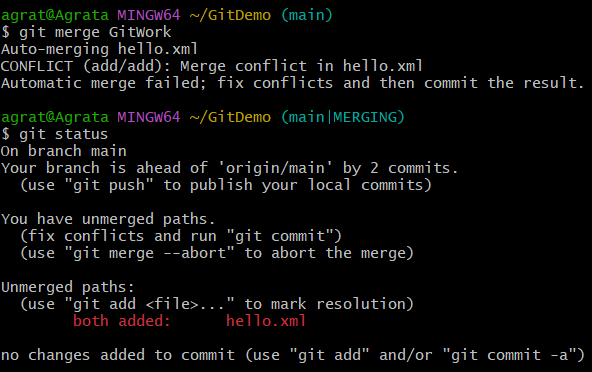 agrat@Agrata MINGW64 ~/GitDemo (main)
$ git merge GitWork
Auto-merging hello.xml
CONFLICT (add/add): Merge conflict in hello.xml
Automatic merge failed; fix conflicts and then commit the result.

agrat@Agrata MINGW64 ~/GitDemo (main|MERGING)
$ git status
On branch main
Your branch is ahead of 'origin/main' by 2 commits.
  (use "git push" to publish your local commits)

You have unmerged paths.
  (fix conflicts and run "git commit")
  (use "git merge --abort" to abort the merge)

Unmerged paths:
  (use "git add <file>..." to mark resolution)
        both added:      hello.xml

no changes added to commit (use "git add" and/or "git commit -a")